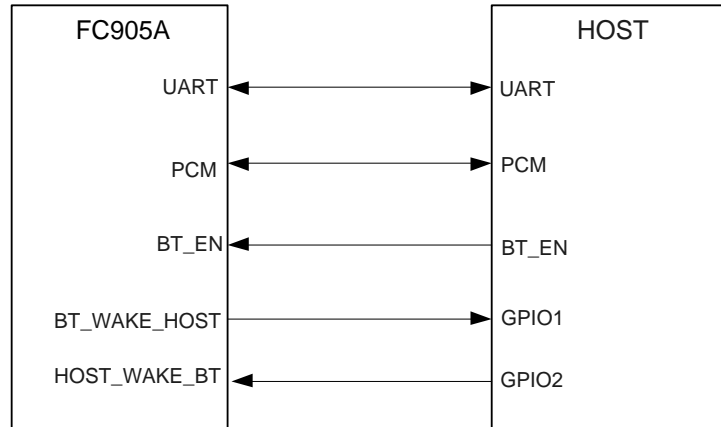 FC905A HOST
UART UART
PCM PCM
BT_EN BT_EN
BT_WAKE_HOST GPIO1
HOST_WAKE_BT GPIO2